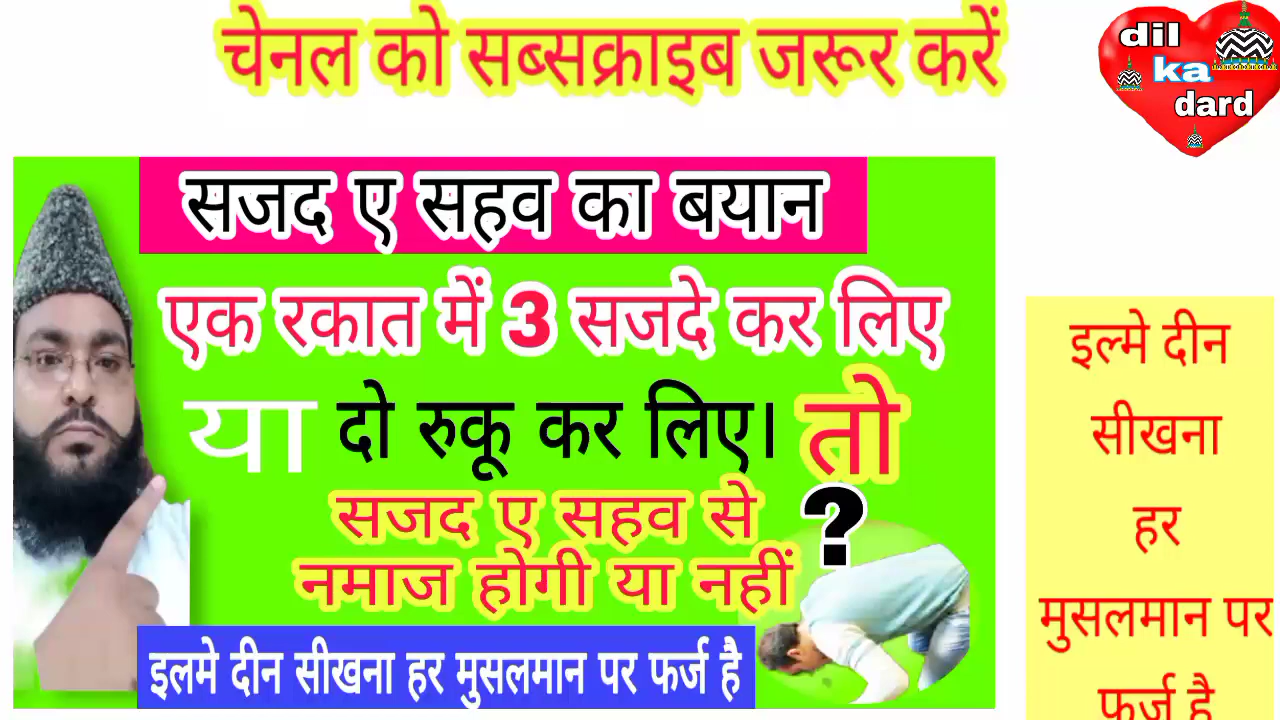 चेनल को सब्सक्राइब जरूर करें
dil
ka
dard
सजद ए सहव का बयान
एक रकात में 3 सजदे कर लिए
या दो रुकू कर लिए। तो
सजद ए सहव से ?
नमाज होगी या नहीं
इलमे दीन सीखना हर मुसलमान पर फर्ज है
इल्मे दीन
सीखना
हर
मुसलमान पर
फर्ज है